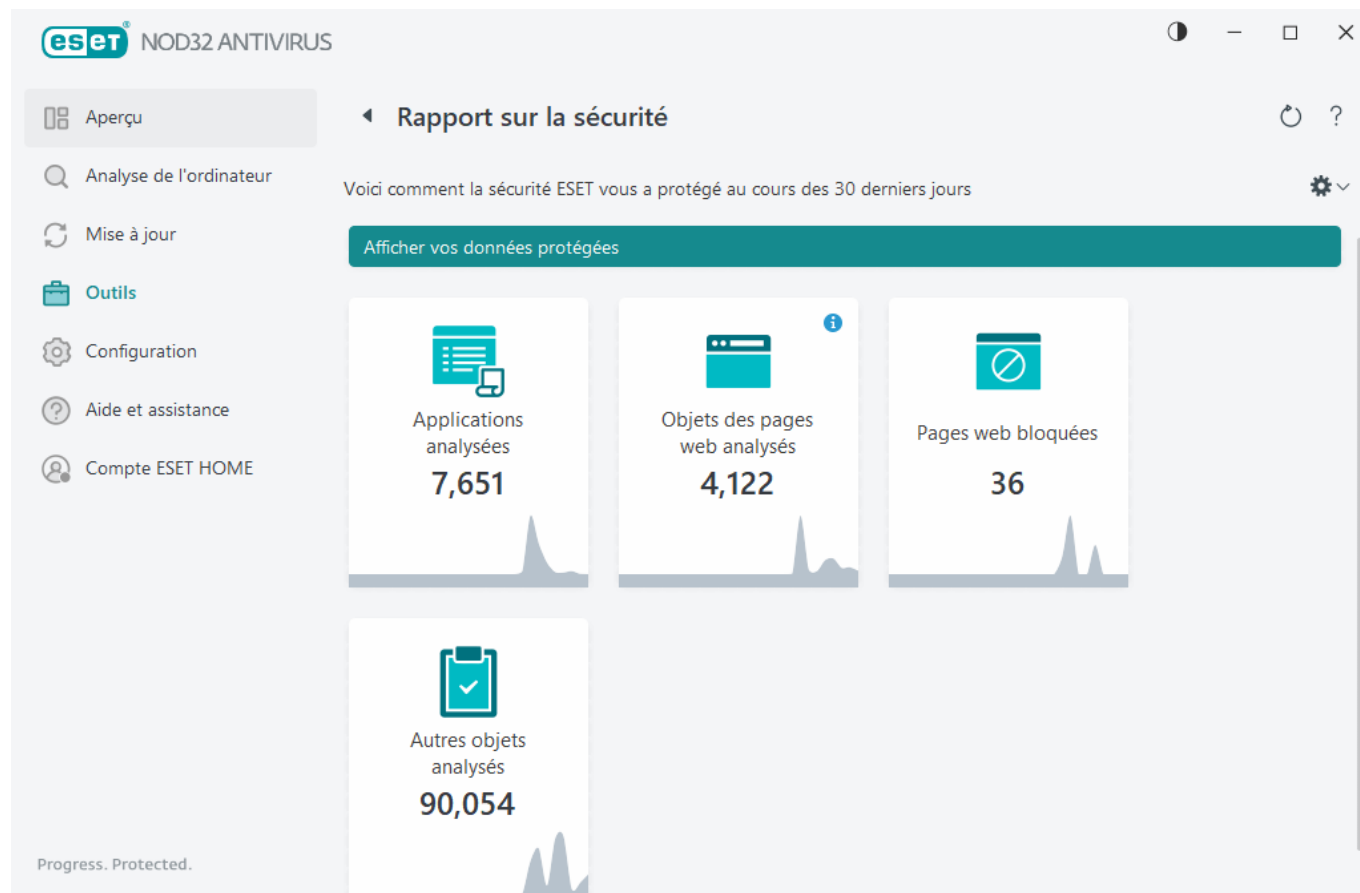 eset® NOD32 ANTIVIRUS
Aperçu
Analyse de l'ordinateur
Mise à jour
Outils
Configuration
Aide et assistance
Compte ESET HOME
Progress. Protected.
Rapport sur la sécurité
?
Voici comment la sécurité ESET vous a protégé au cours des 30 derniers jours
Afficher vos données protégées
Applications
analysées
7,651
Objets des pages
web analysés
4,122
Pages web bloquées
36
Autres objets
analysés
90,054